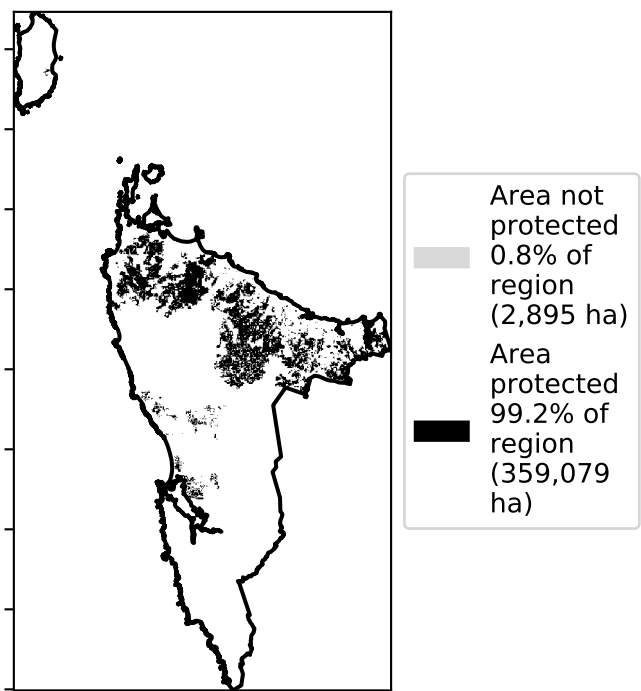 Area not
protected
0.8% of
region
(2,895 ha)
Area
protected
99.2% of
region
(359,079
ha)